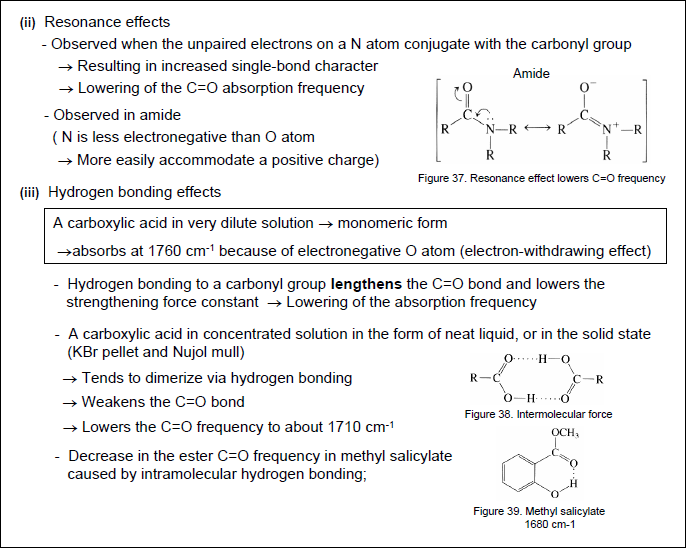 (ii) Resonance effects
- Observed when the unpaired electrons on a N atom conjugate with the carbonyl group
→ Resulting in increased single-bond character
→ Lowering of the C=O absorption frequency
- Observed in amide
( N is less electronegative than O atom
→ More easily accommodate a positive charge)
Amide
O
C
R
N—R
R
⟷
O⁻
C
R
N⁺—R
R
Figure 37. Resonance effect lowers C=O frequency
(iii) Hydrogen bonding effects
A carboxylic acid in very dilute solution → monomeric form
→absorbs at 1760 cm⁻¹ because of electronegative O atom (electron-withdrawing effect)
- Hydrogen bonding to a carbonyl group lengthens the C=O bond and lowers the
strengthening force constant → Lowering of the absorption frequency
- A carboxylic acid in concentrated solution in the form of neat liquid, or in the solid state
(KBr pellet and Nujol mull)
→ Tends to dimerize via hydrogen bonding
→ Weakens the C=O bond
→ Lowers the C=O frequency to about 1710 cm⁻¹
O······H—O
R—C
C—R
O—H······O
Figure 38. Intermolecular force
- Decrease in the ester C=O frequency in methyl salicylate
caused by intramolecular hydrogen bonding;
OCH₃
C
O
H
O
Figure 39. Methyl salicylate
1680 cm-1